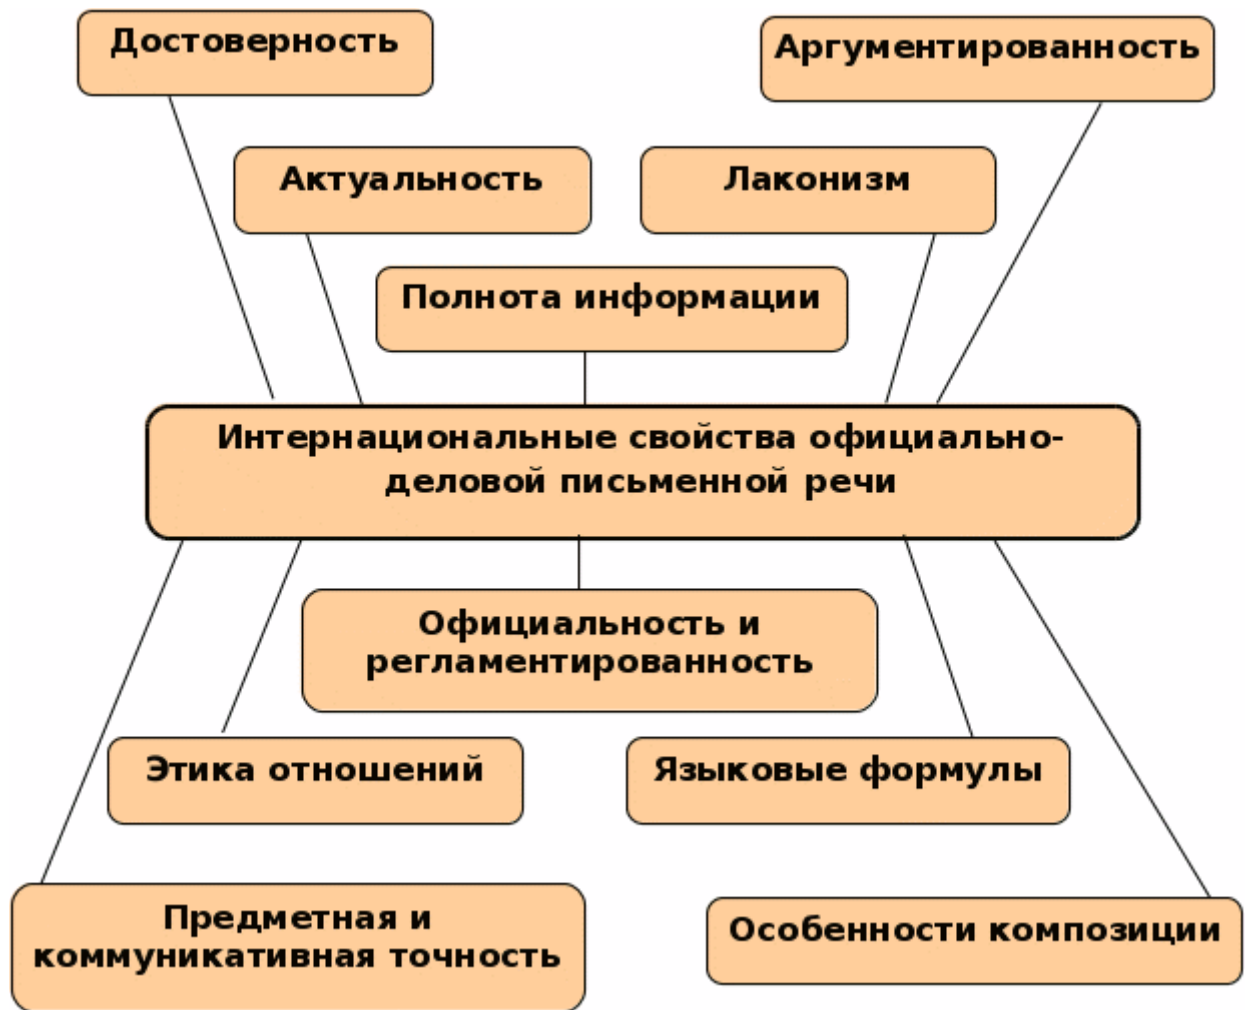 Достоверность
Аргументированность
Актуальность
Лаконизм
Полнота информации
Интернациональные свойства официально-
деловой письменной речи
Официальность и
регламентированность
Этика отношений
Языковые формулы
Предметная и
коммуникативная точность
Особенности композиции